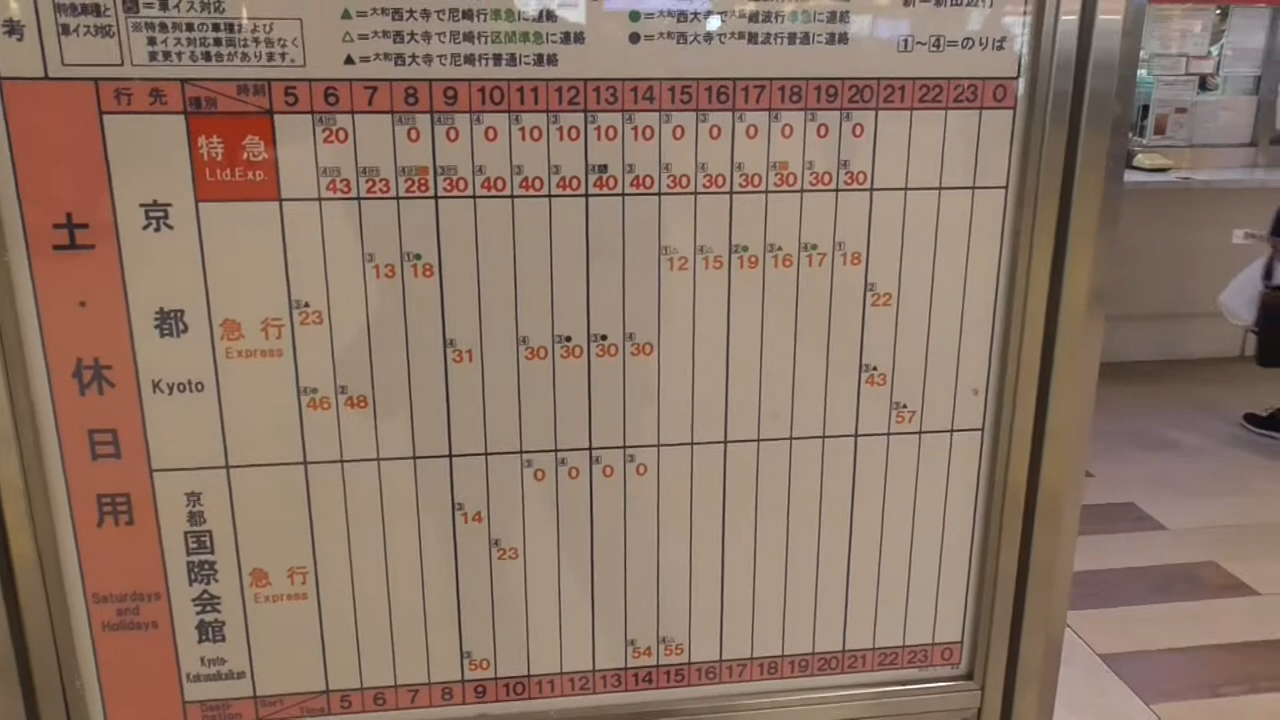 考
特急車種と
車イス対応
=車イス対応
※特急列車の車種および
車イス対応車両は予告なく
変更する場合があります。
▲=大和西大寺で尼崎行準急に連絡
△=大和西大寺で尼崎行区間準急に連絡
▲=大和西大寺で尼崎行普通に連絡
●=大和西大寺で大阪難波行準急に連絡
●=大和西大寺で大阪難波行普通に連絡
1~4=のりば
行先 種別 時刻 5 6 7 8 9 10 11 12 13 14 15 16 17 18 19 20 21 22 23 0
土・休日用
Saturdays
and
Holidays
京都
Kyoto
特急
Ltd.Exp.
20 0 0 0 10 10 10 10 0 0 0 0 0 0
43 23 28 30 40 40 40 40 40 30 30 30 30 30 30
急行
Express
13 18 12 15 19 16 17 18
23 22
31 30 30 30 30
46 48 43
57
京都国際会館
Kyoto-
Kokusaikaikan
急行
Express
0 0 0 0
14
23
50 54 55
Desti-
nation
Sort Time 5 6 7 8 9 10 11 12 13 14 15 16 17 18 19 20 21 22 23 0